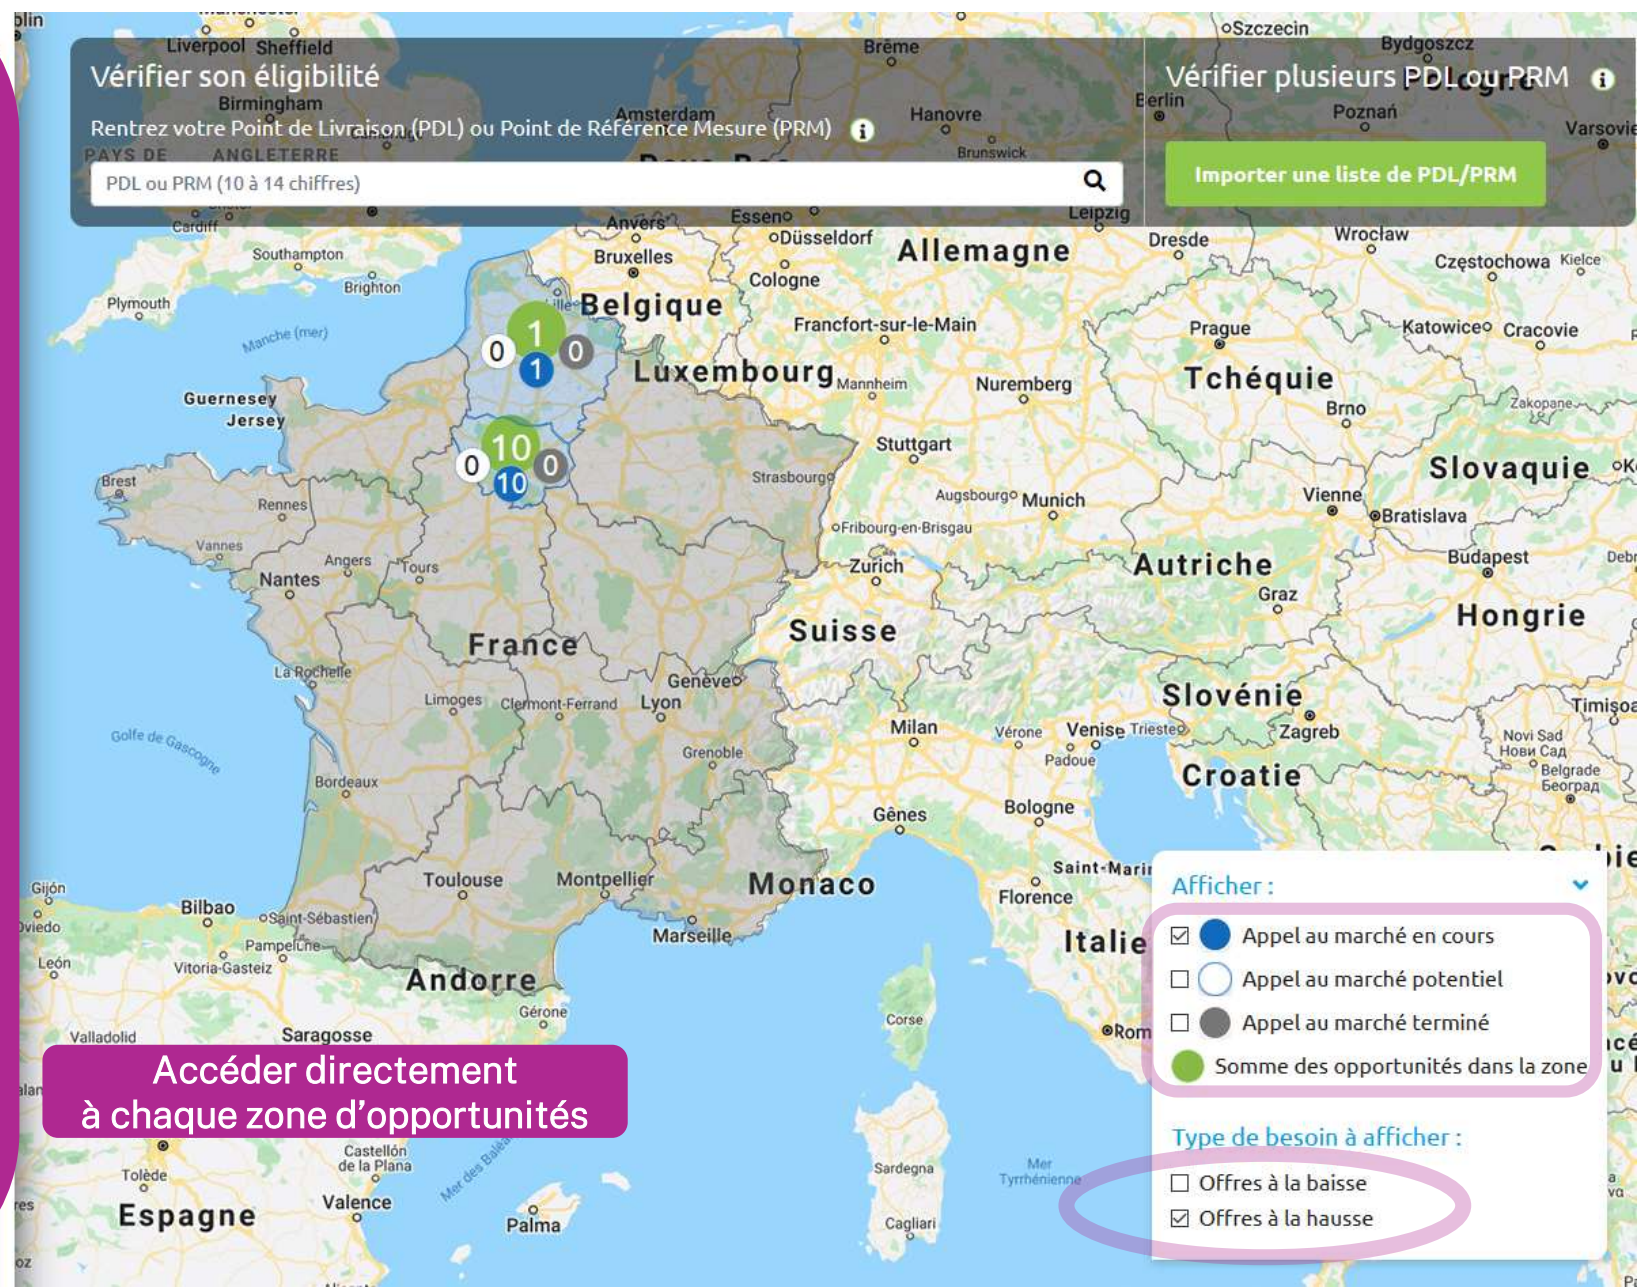 Szczecin
Liverpool
Sheffield
Brême
Bydgoszcz
Vérifier son éligibilité
Vérifier plusieurs PDL ou PRM
Pologne
Birmingham
Amsterdam
Hanovre
Berlin
Poznań
Rentrez votre Point de Livraison (PDL) ou Point de Référence Mesure (PRM)
Varsovie
PAYS DE
ANGLETERRE
Brunswick
PDL ou PRM (10 à 14 chiffres)
Importer une liste de PDL/PRM
Cardiff
Anvers
Essen
Leipzig
Southampton
Bruxelles
Düsseldorf
Allemagne
Dresde
Wrocław
Częstochowa
Kielce
Brighton
Cologne
Plymouth
Lille
Belgique
Manche (mer)
Francfort-sur-le-Main
Prague
Katowice
Cracovie
1
0
0
1
Luxembourg
Mannheim
Nuremberg
Tchéquie
Guernesey
Jersey
Brno
Zakopane
10
0
0
10
Stuttgart
Brest
Strasbourg
Slovaquie
Rennes
Augsbourg
Munich
Vienne
Bratislava
Fribourg-en-Brisgau
Vannes
Angers
Tours
Zurich
Autriche
Budapest
Nantes
Graz
Hongrie
France
Suisse
La Rochelle
Genève
Limoges
Clermont-Ferrand
Lyon
Slovénie
Golfe de Gascogne
Milan
Vérone
Venise
Trieste
Zagreb
Novi Sad
Нови Сад
Grenoble
Padoue
Bordeaux
Croatie
Belgrade
Београд
Gênes
Bologne
Toulouse
Montpellier
Monaco
Saint-Marin
Florence
Gijón
Bilbao
Saint-Sébastien
Marseille
Italie
Pampelune
León
Vitoria-Gasteiz
Andorre
Gérone
Corse
Valladolid
Saragosse
Afficher :
Appel au marché en cours
Appel au marché potentiel
Appel au marché terminé
Somme des opportunités dans la zone
Accéder directement
à chaque zone d’opportunités
Type de besoin à afficher :
Offres à la baisse
Offres à la hausse
Castellón
de la Plana
Tolède
Sardegna
Mer
Tyrrhénienne
Valence
Espagne
Palma
Cagliari